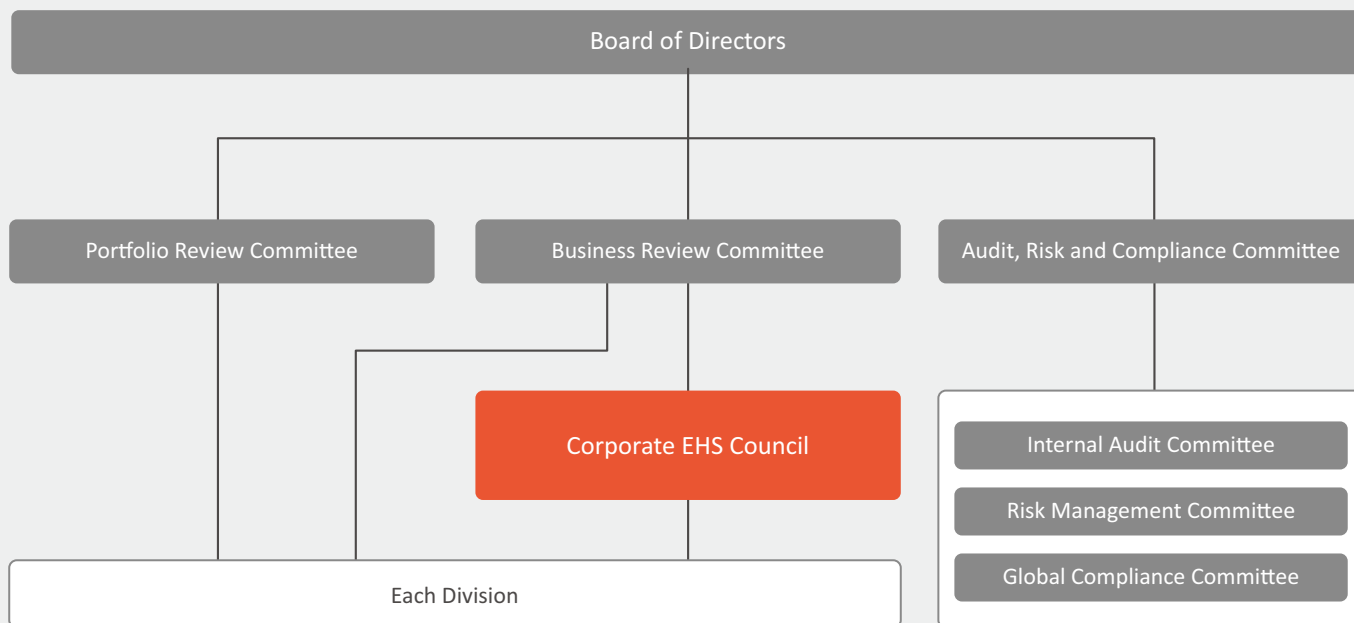 Board of Directors
Portfolio Review Committee
Business Review Committee
Audit, Risk and Compliance Committee
Corporate EHS Council
Internal Audit Committee
Risk Management Committee
Global Compliance Committee
Each Division